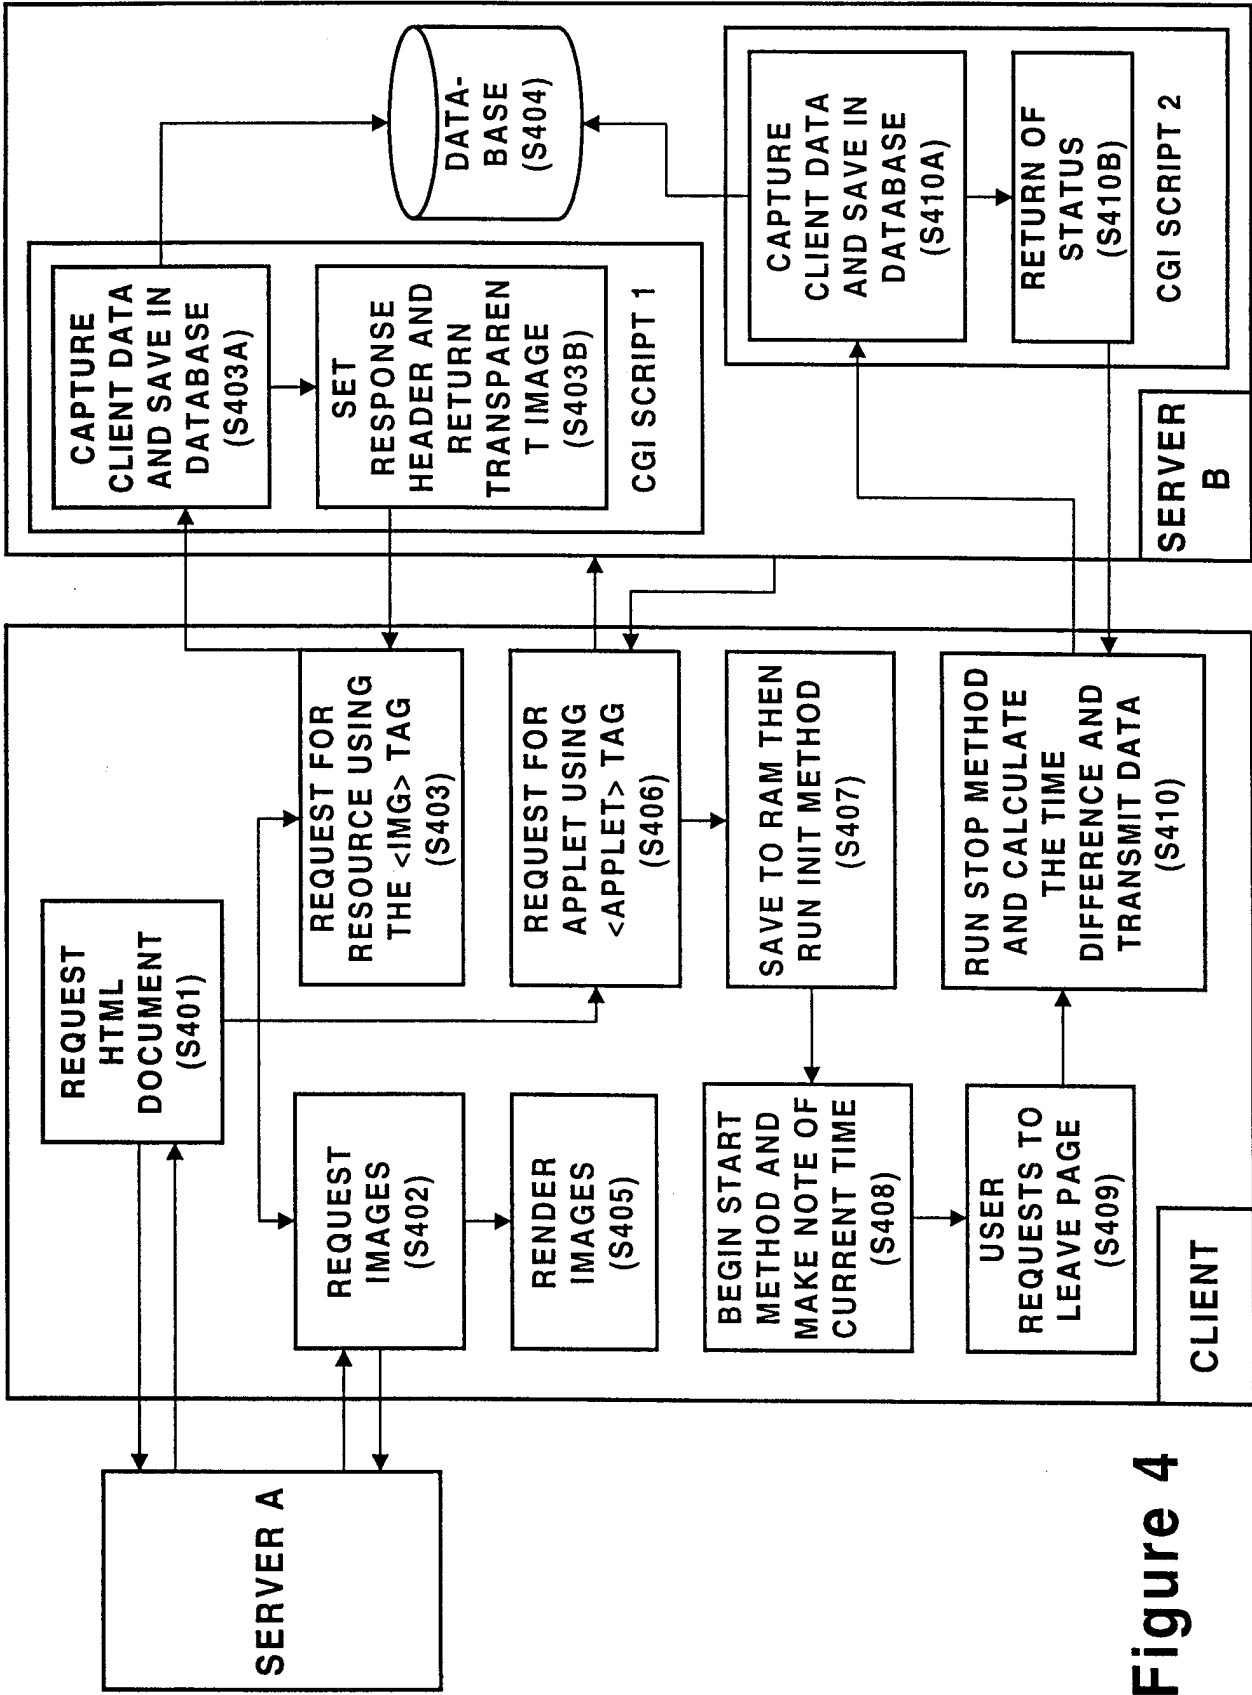 SERVER A
REQUEST
HTML
DOCUMENT
(S401)
REQUEST
IMAGES
(S402)
RENDER
IMAGES
(S405)
REQUEST FOR
RESOURCE USING
THE <IMG> TAG
(S403)
REQUEST FOR
APPLET USING
<APPLET> TAG
(S406)
SAVE TO RAM THEN
RUN INIT METHOD
(S407)
BEGIN START
METHOD AND
MAKE NOTE OF
CURRENT TIME
(S408)
USER
REQUESTS TO
LEAVE PAGE
(S409)
RUN STOP METHOD
AND CALCULATE
THE TIME
DIFFERENCE AND
TRANSMIT DATA
(S410)
CLIENT
CAPTURE
CLIENT DATA
AND SAVE IN
DATABASE
(S403A)
SET
RESPONSE
HEADER AND
RETURN
TRANSPAREN
T IMAGE
(S403B)
CGI SCRIPT 1
DATA-
BASE
(S404)
CAPTURE
CLIENT DATA
AND SAVE IN
DATABASE
(S410A)
RETURN OF
STATUS
(S410B)
CGI SCRIPT 2
SERVER
B
Figure 4